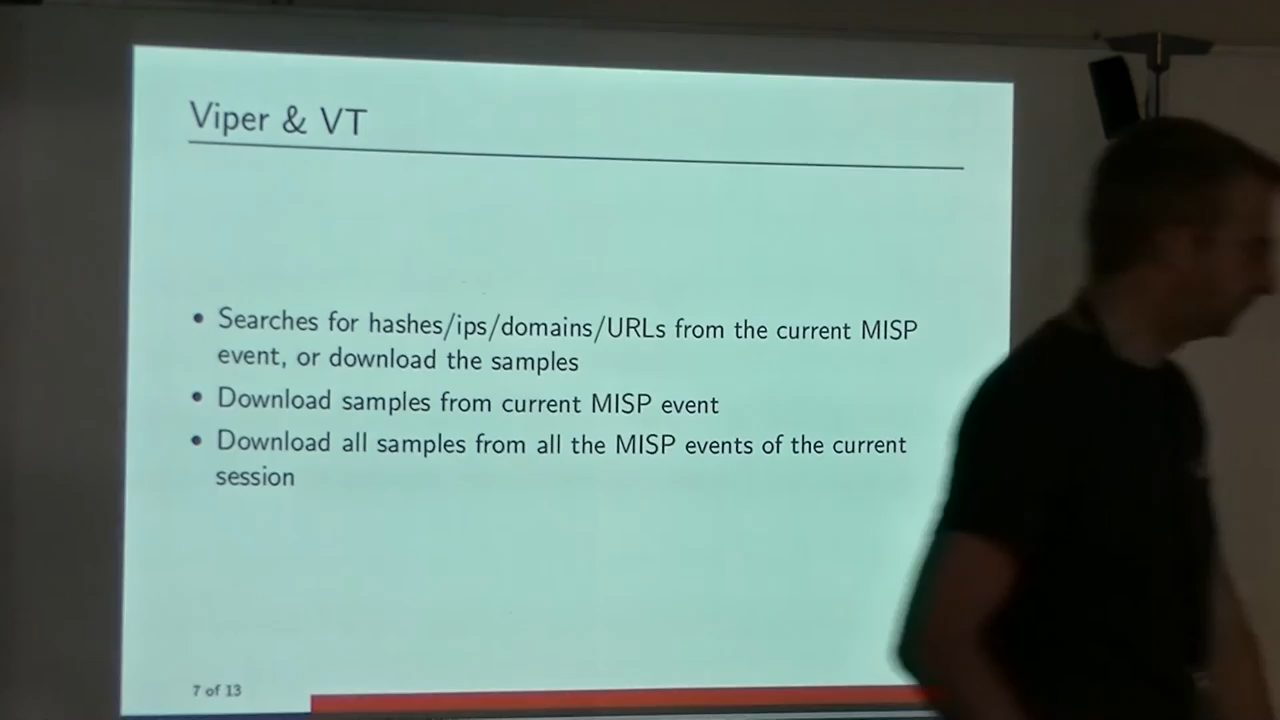 Viper & VT
• Searches for hashes/ips/domains/URLs from the current MISP
event, or download the samples
• Download samples from current MISP event
• Download all samples from all the MISP events of the current
session
7 of 13